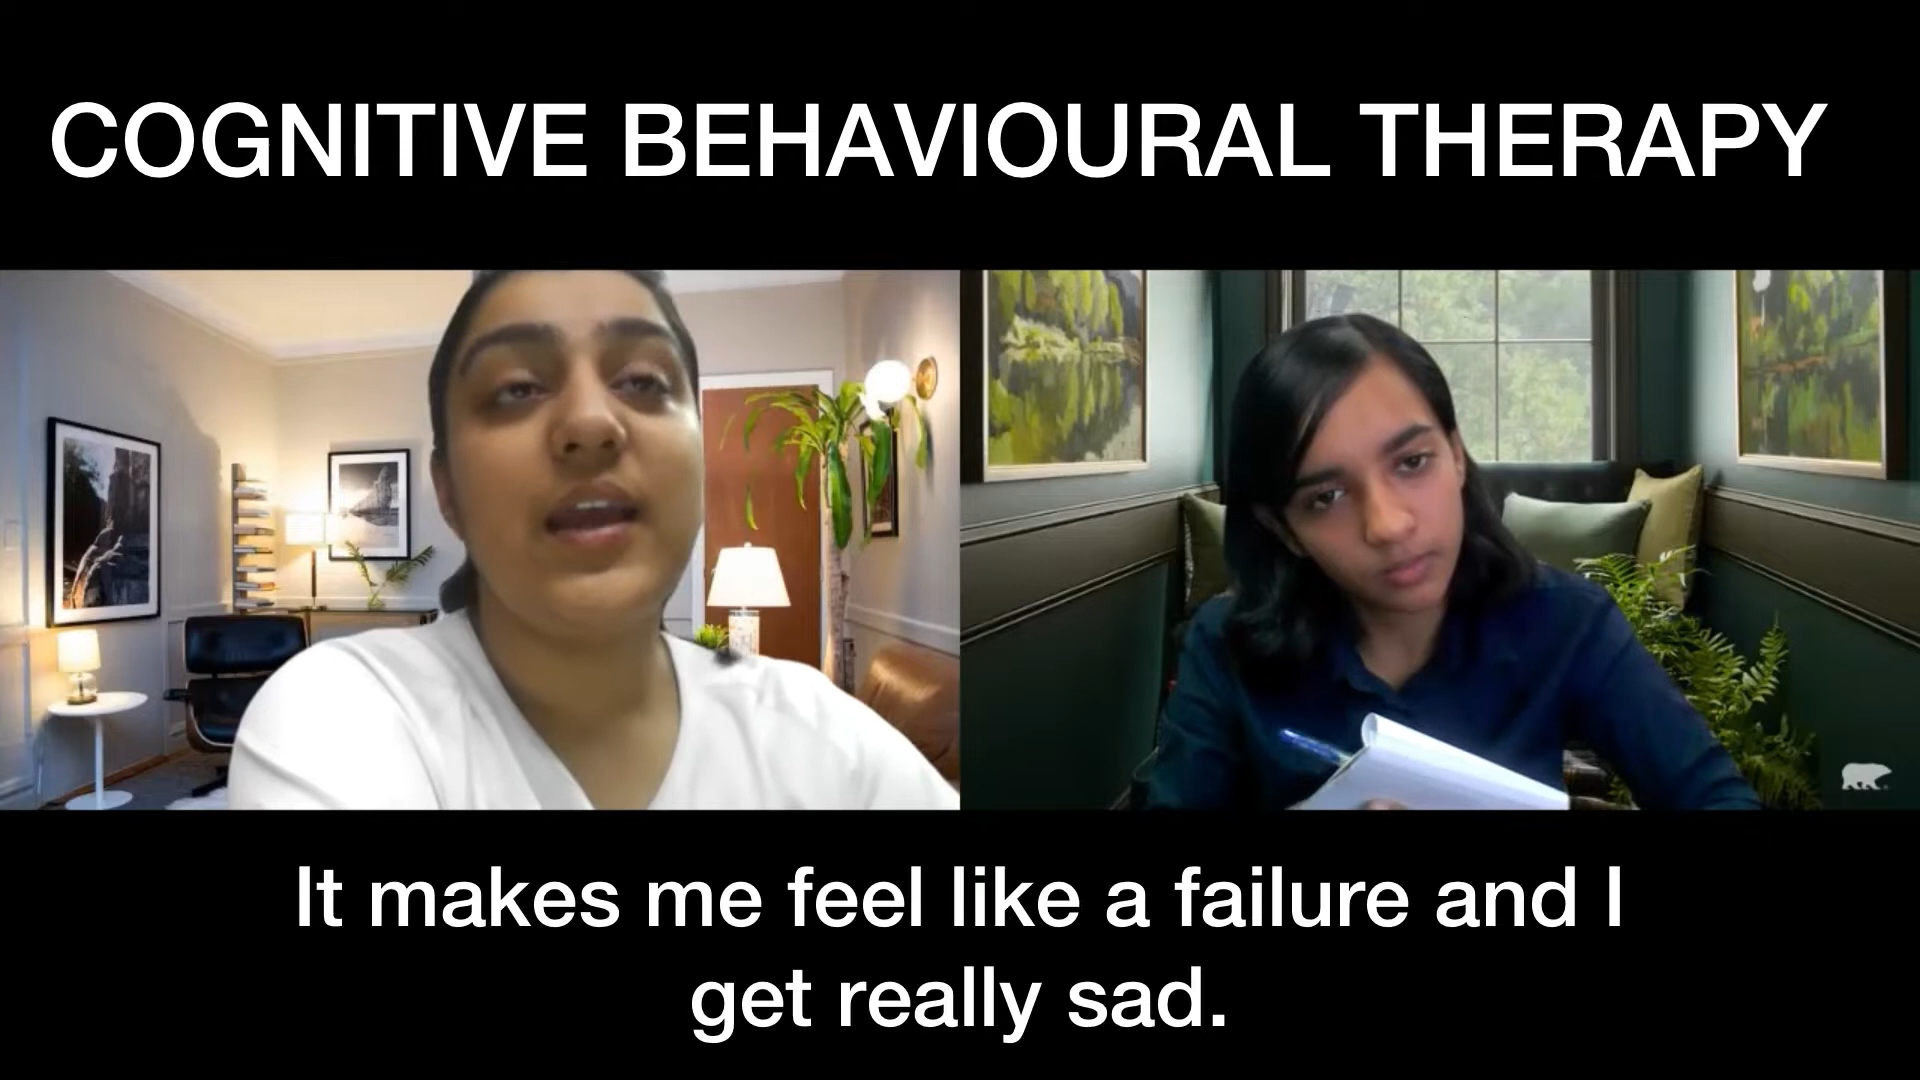 COGNITIVE BEHAVIOURAL THERAPY
It makes me feel like a failure and I
get really sad.